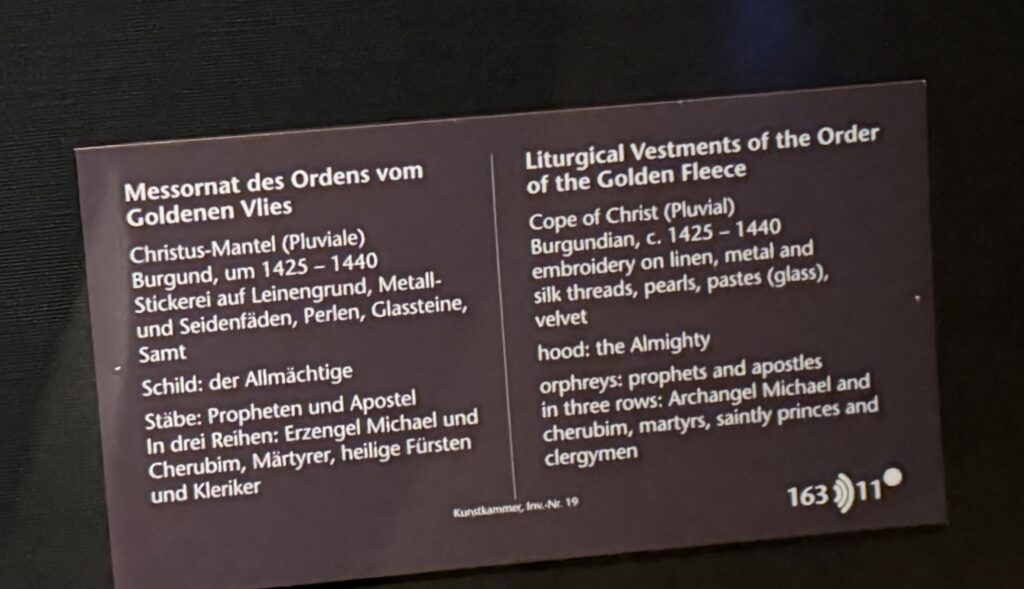 Messornat des Ordens vom
Goldenen Vlies
Christus-Mantel (Pluviale)
Burgund, um 1425 – 1440
Stickerei auf Leinengrund, Metall-
und Seidenfäden, Perlen, Glassteine,
Samt
Schild: der Allmächtige
Stäbe: Propheten und Apostel
In drei Reihen: Erzengel Michael und
Cherubim, Märtyrer, heilige Fürsten
und Kleriker
Liturgical Vestments of the Order
of the Golden Fleece
Cope of Christ (Pluvial)
Burgundian, c. 1425 – 1440
embroidery on linen, metal and
silk threads, pearls, pastes (glass),
velvet
hood: the Almighty
orphreys: prophets and apostles
in three rows: Archangel Michael and
cherubim, martyrs, saintly princes and
clergymen
Kunstkammer, Inv.-Nr. 19
163 11